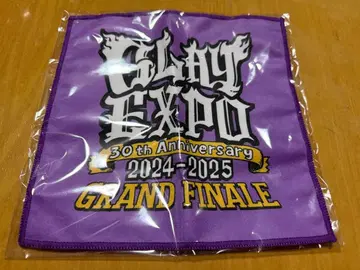 GLAY
EXPO
30th Anniversary
2024-2025
GRAND FINALE